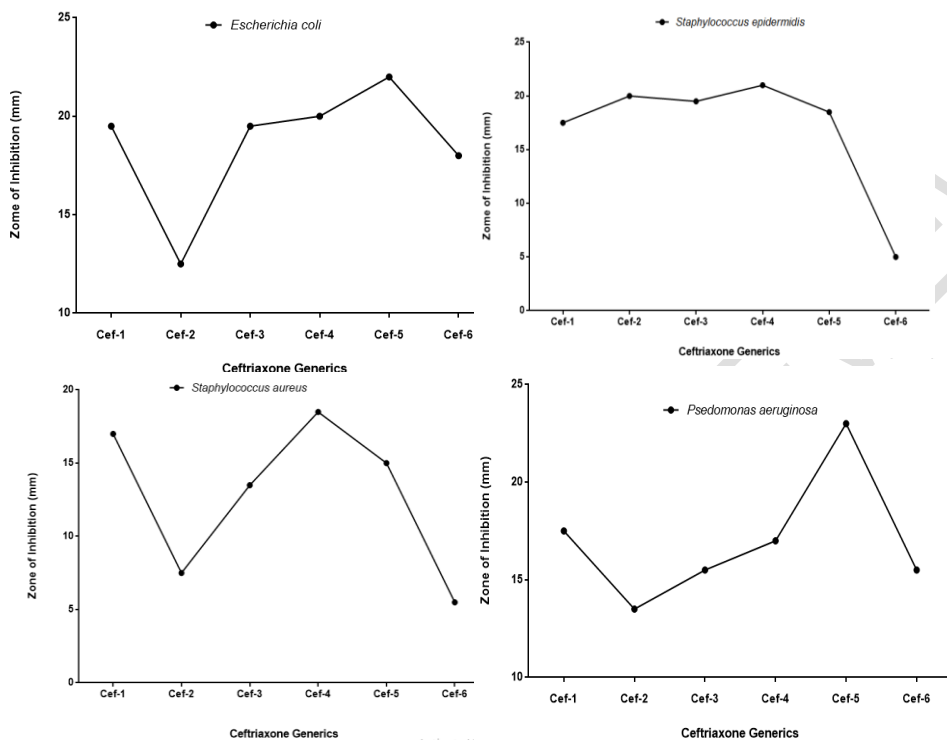 Escherichia coli
Zome of Inhibition (mm)
25
20
15
10
Cef-1 Cef-2 Cef-3 Cef-4 Cef-5 Cef-6
Ceftriaxone Generics
Staphylococcus epidermidis
Zome of Inhibition (mm)
25
20
15
10
5
0
Cef-1 Cef-2 Cef-3 Cef-4 Cef-5 Cef-6
Ceftriaxone Generics
Staphylococcus aureus
Zone of Inhibition (mm)
20
15
10
5
0
Cef-1 Cef-2 Cef-3 Cef-4 Cef-5 Cef-6
Ceftriaxone Generics
Psedomonas aeruginosa
Zone of Inhibition (mm)
25
20
15
10
Cef-1 Cef-2 Cef-3 Cef-4 Cef-5 Cef-6
Ceftriaxone Generics